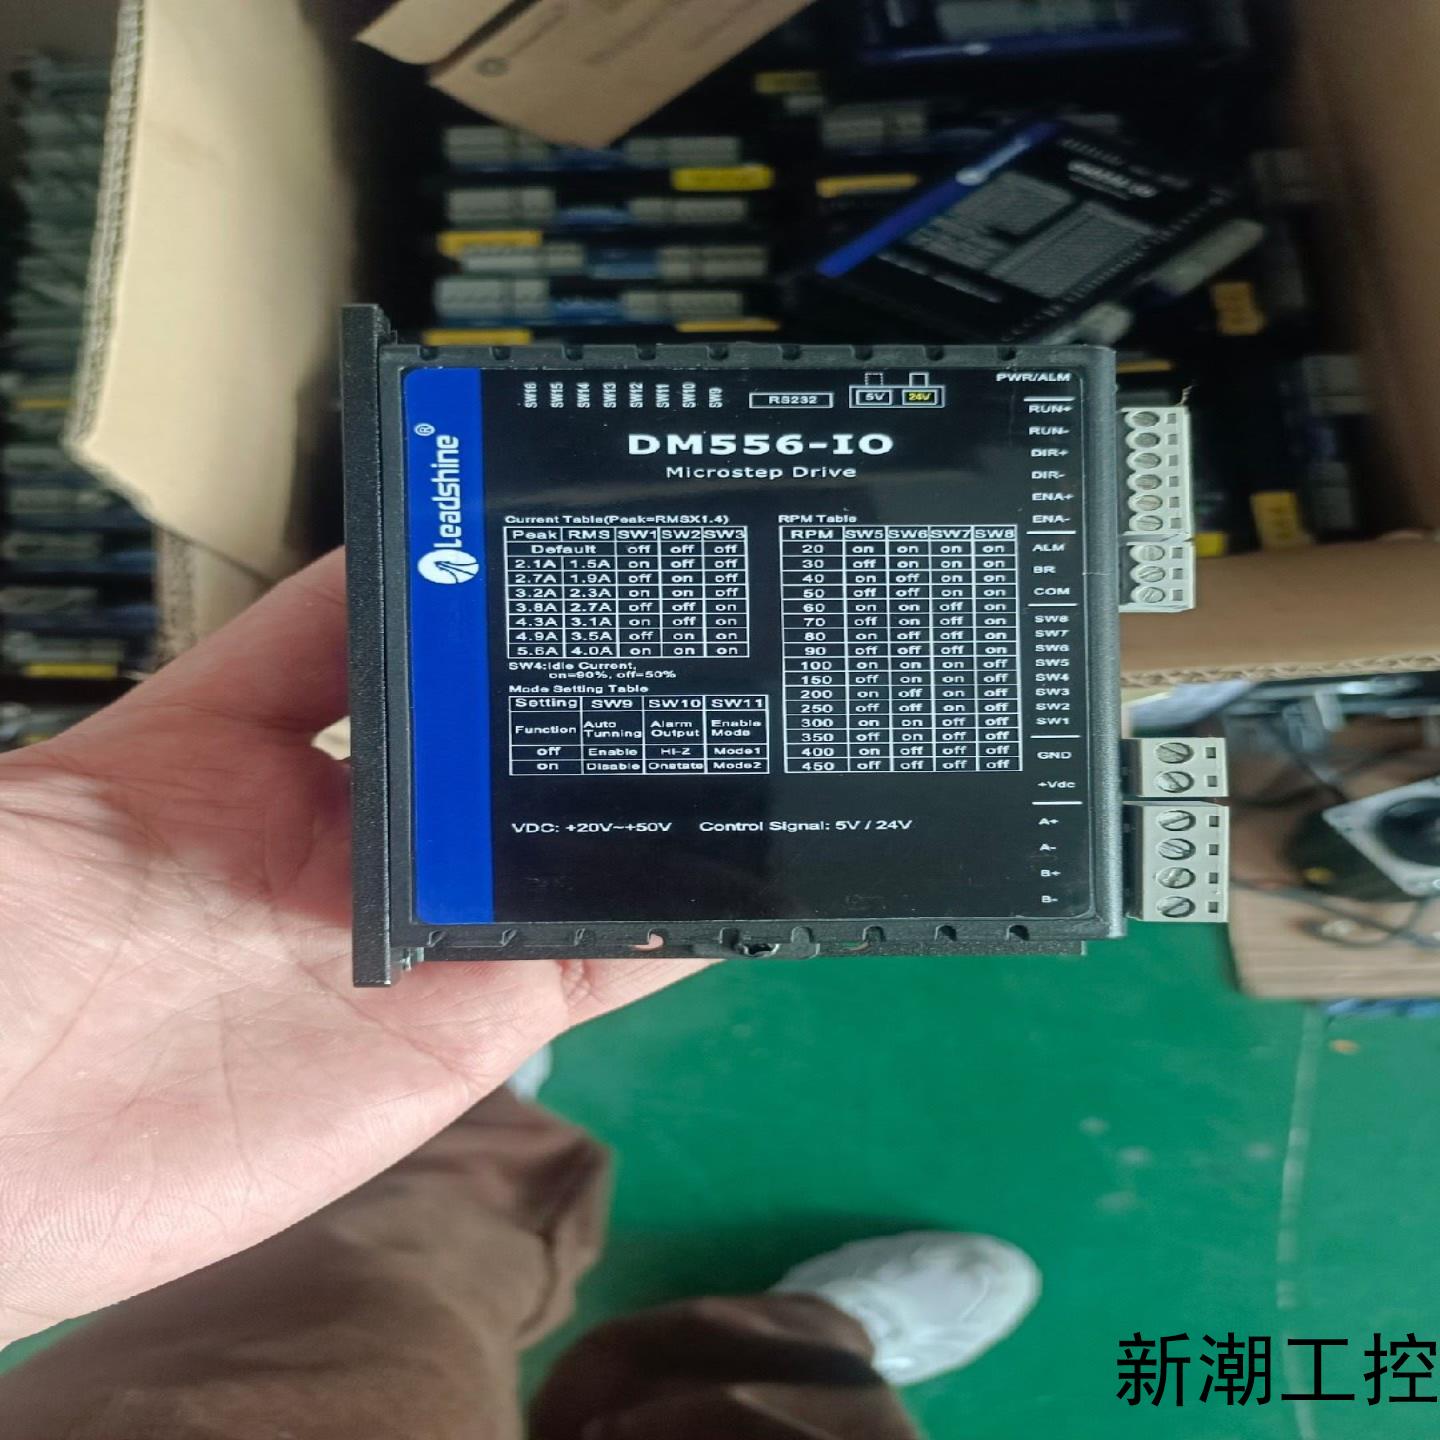 SW16 SW15 SW14 SW13 SW12 SW11 SW10 SW9 RS232 5V 24V
DM556-IO
Microstep Drive
Leadshine®
Current Table(Peak=RMSX1.4)
Peak RMS SW1 SW2 SW3
Default off off off
2.1A 1.5A on off off
2.7A 1.9A off on off
3.2A 2.3A on on off
3.8A 2.7A off off on
4.3A 3.1A on off on
4.9A 3.5A off on on
5.6A 4.0A on on on
SW4:Idle Current,
on=90%, off=50%
Mode Setting Table
Setting SW9 SW10 SW11
Function Auto Tunning Alarm Output Enable Mode
off Enable Hi-Z Mode1
on Disable Onstate Mode2
RPM Table
RPM SW5 SW6 SW7 SW8
20 on on on on
30 off on on on
40 on off on on
50 off off on on
60 on on off on
70 off on off on
80 on off off on
90 off off off on
100 on on on off
150 off on on off
200 on off on off
250 off off on off
300 on on off off
350 off on off off
400 on off off off
450 off off off off
VDC: +20V~+50V Control Signal: 5V / 24V
PWR/ALM
RUN+
RUN-
DIR+
DIR-
ENA+
ENA-
ALM
BR
COM
SW8
SW7
SW6
SW5
SW4
SW3
SW2
SW1
GND
+Vdc
A+
A-
B+
B-
新潮工控